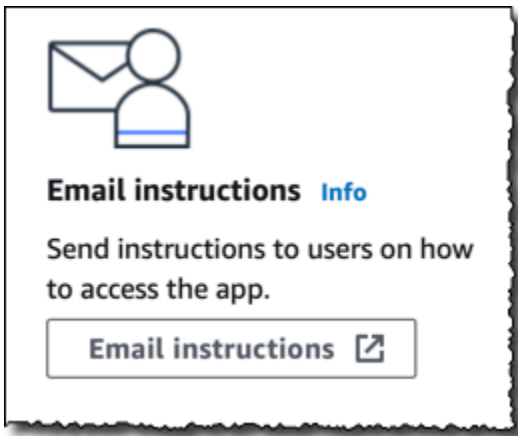 Email instructions Info
Send instructions to users on how
to access the app.
Email instructions